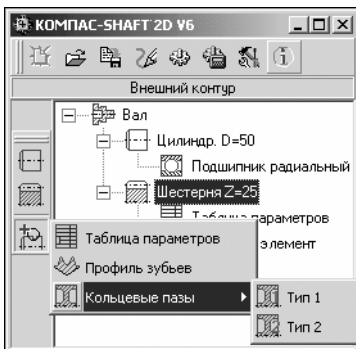 КОМПАС-SHAFT 2D V6
Внешний контур
Вал
Цилиндр. D=50
Подшипник радиальный
Шестерня Z=25
Таблица параметров
элемент
Таблица параметров
Профиль зубьев
Кольцевые пазы
Тип 1
Тип 2